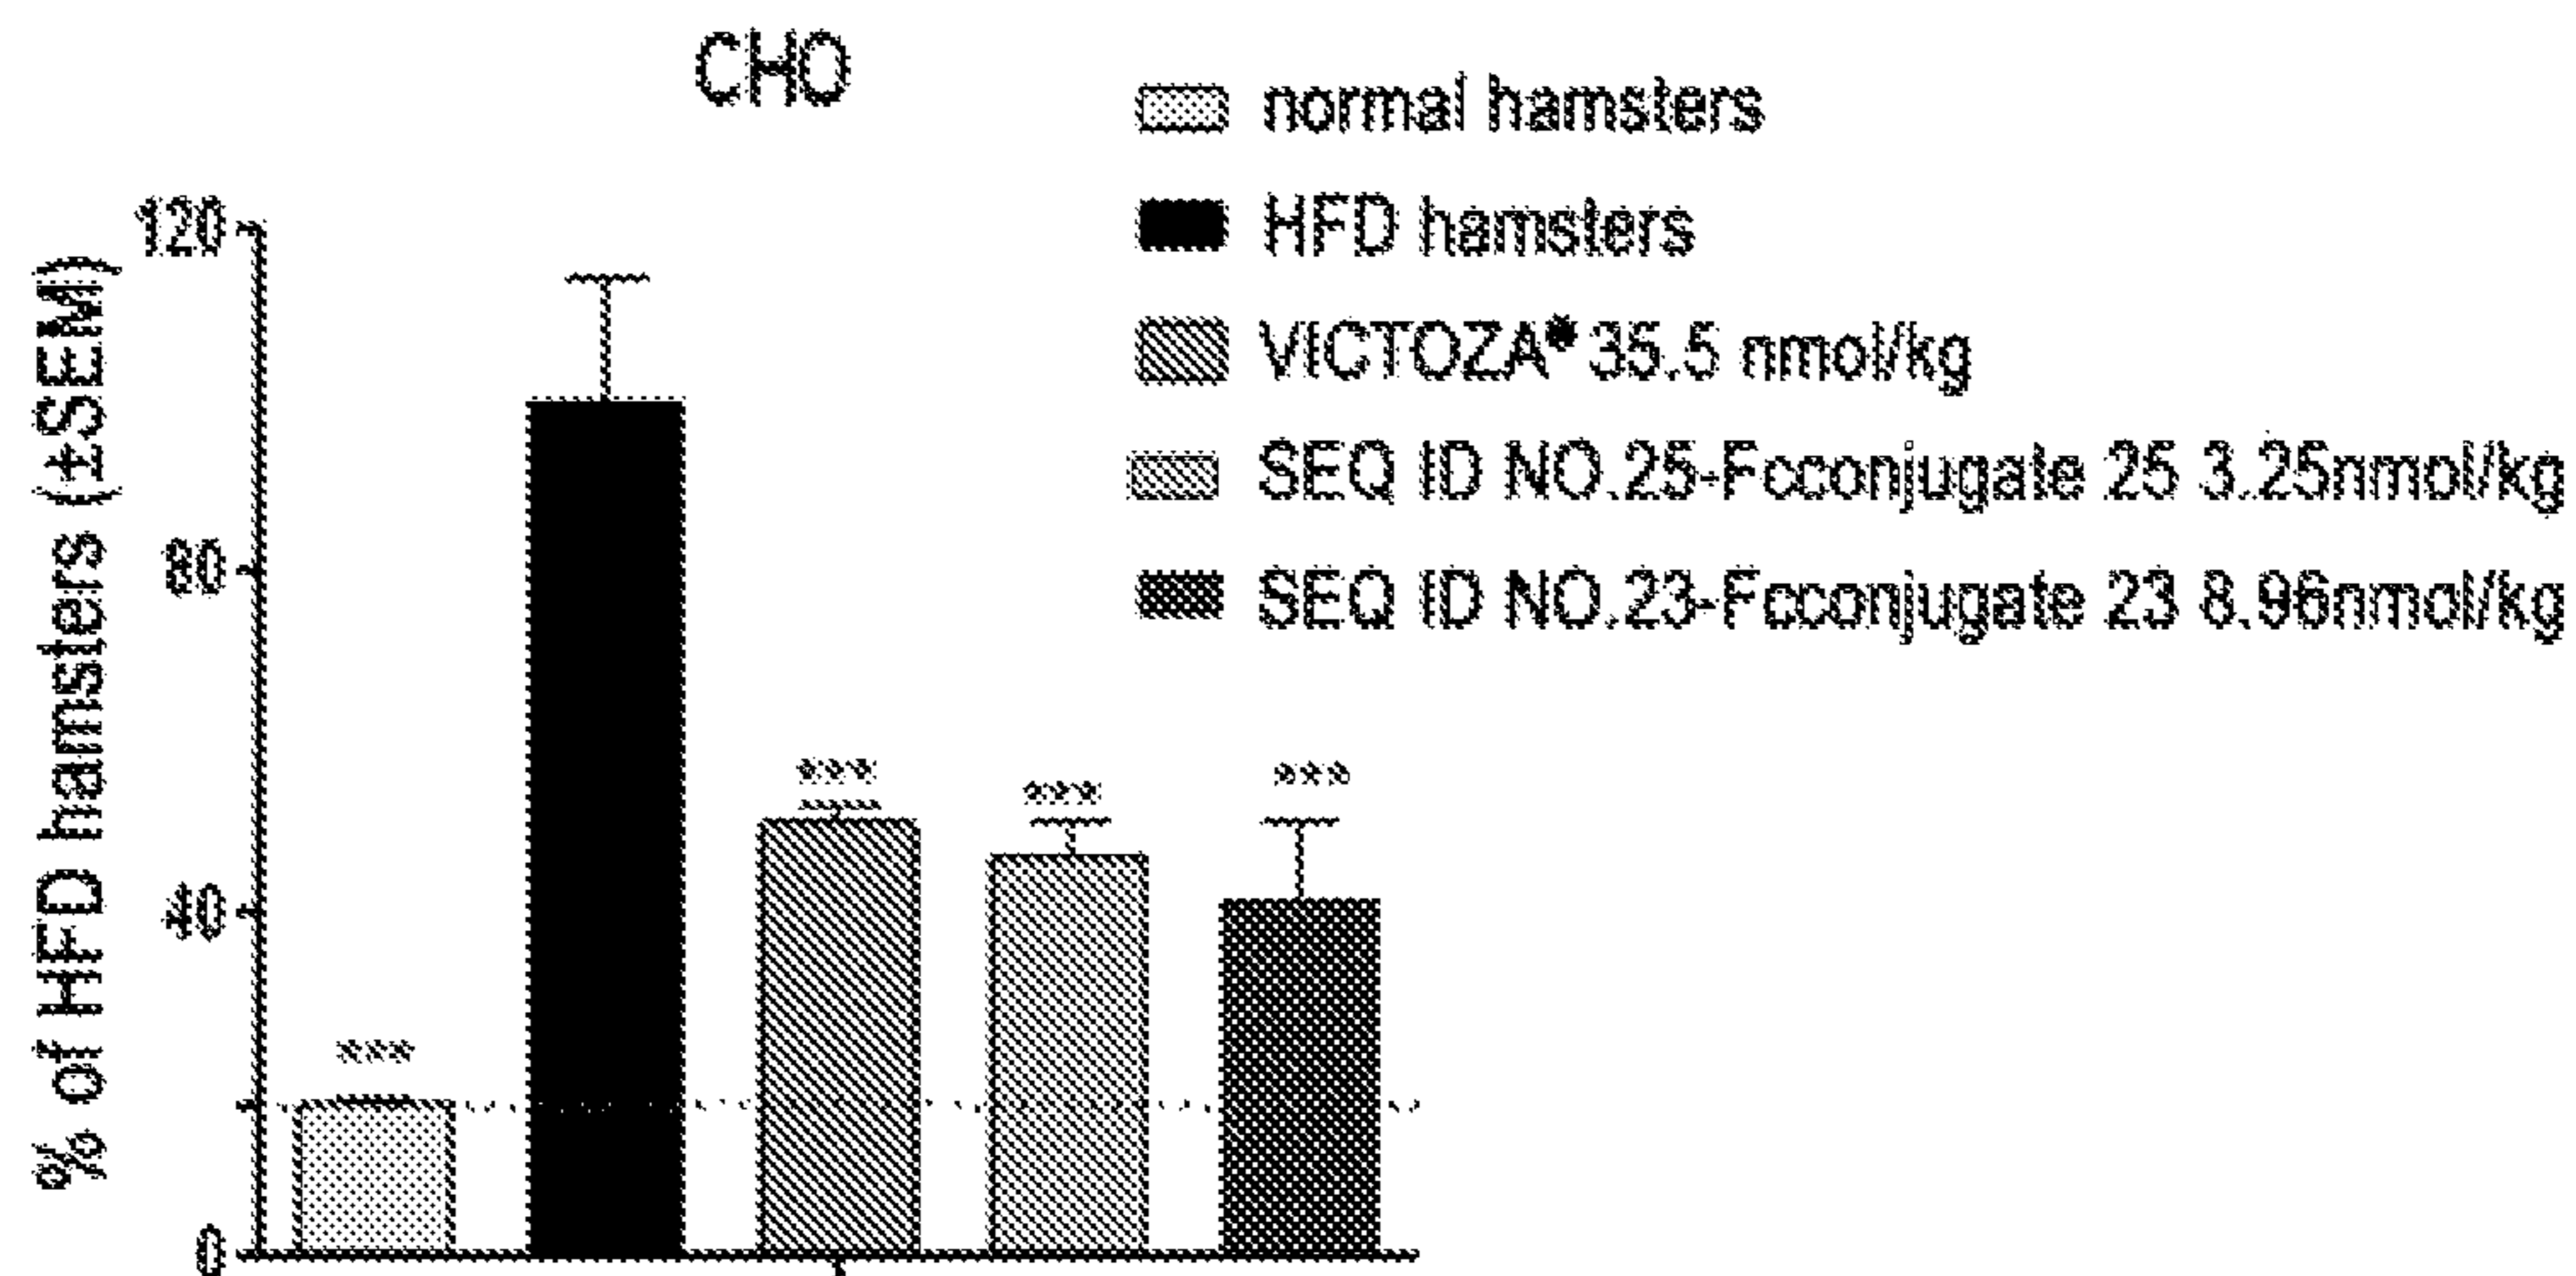 CHO
normal hamsters
HFD hamsters
VICTOZA® 35.5 nmol/kg
SEQ ID NO.25-Fcconjugate 25 3.25nmol/kg
SEQ ID NO.23-Fcconjugate 23 8.96nmol/kg
% of HFD hamsters (±SEM)
120
80
40
0
***
***
***
***